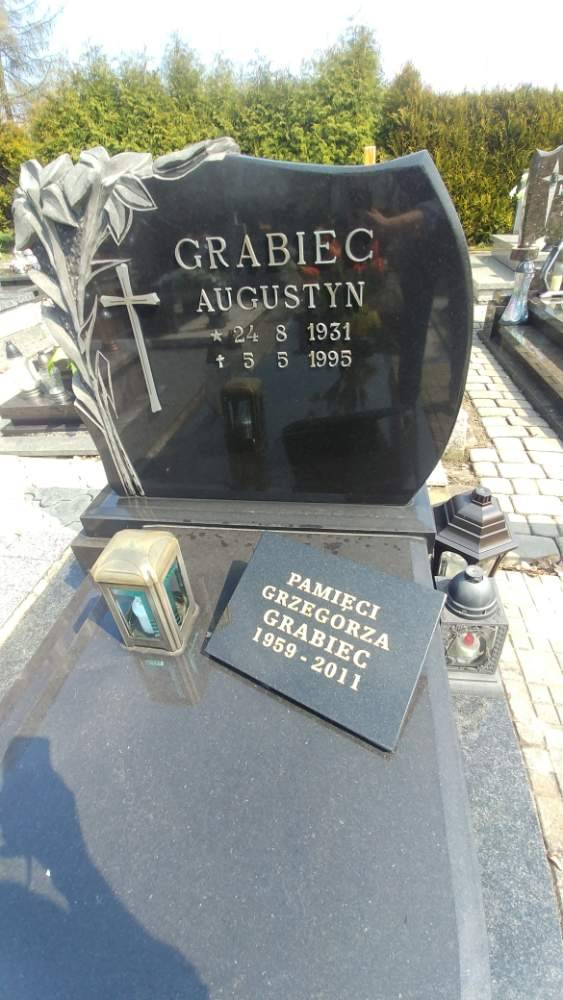 GRABIEC
AUGUSTYN
* 24 8 1931
✝ 5 5 1995
PAMIĘCI
GRZEGORZA
GRABIEC
1959 - 2011